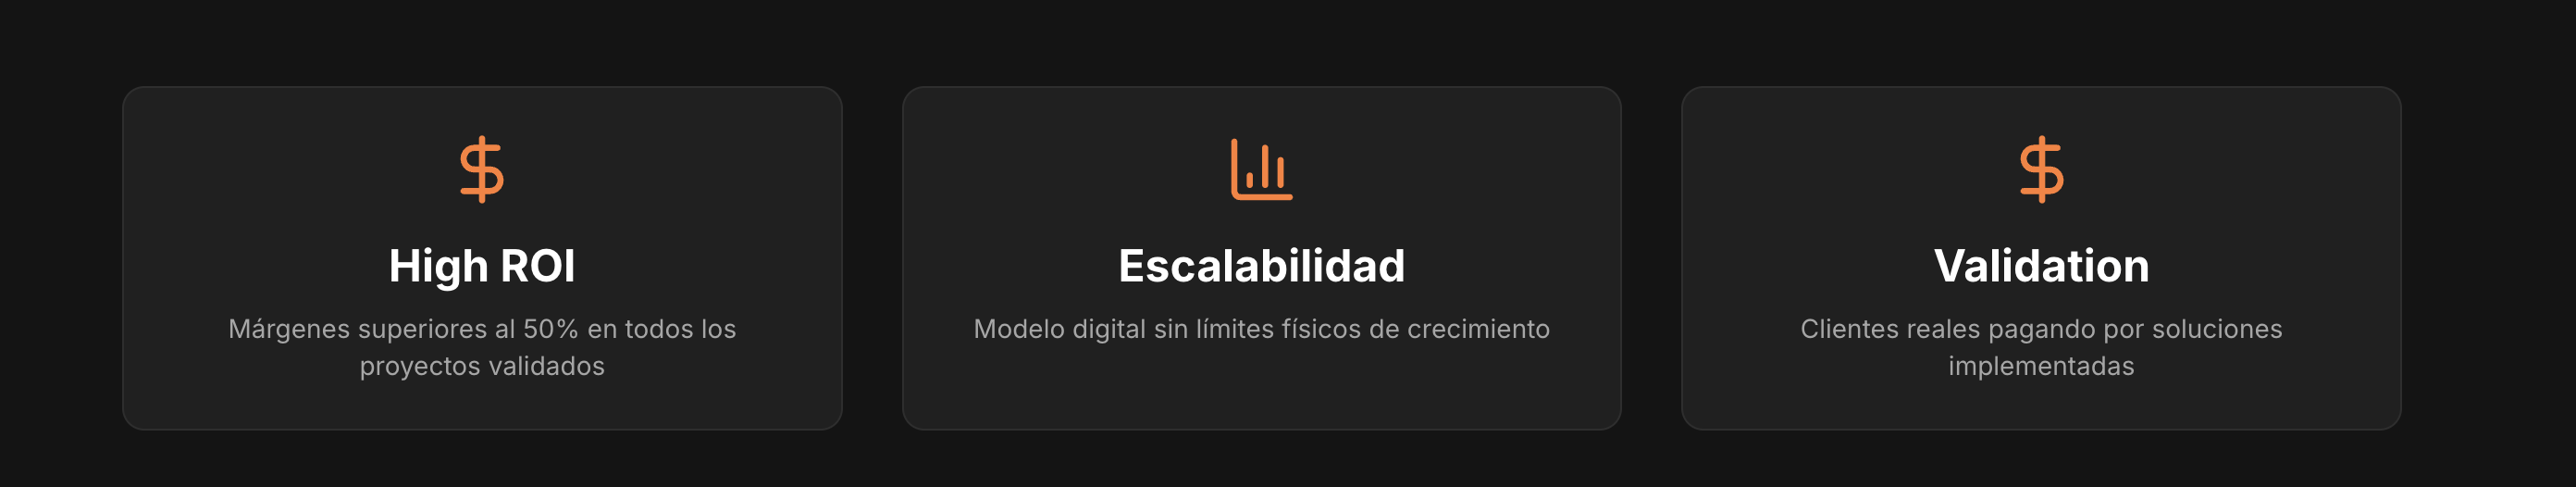 High ROI
Márgenes superiores al 50% en todos los
proyectos validados
Escalabilidad
Modelo digital sin límites físicos de crecimiento
Validation
Clientes reales pagando por soluciones
implementadas